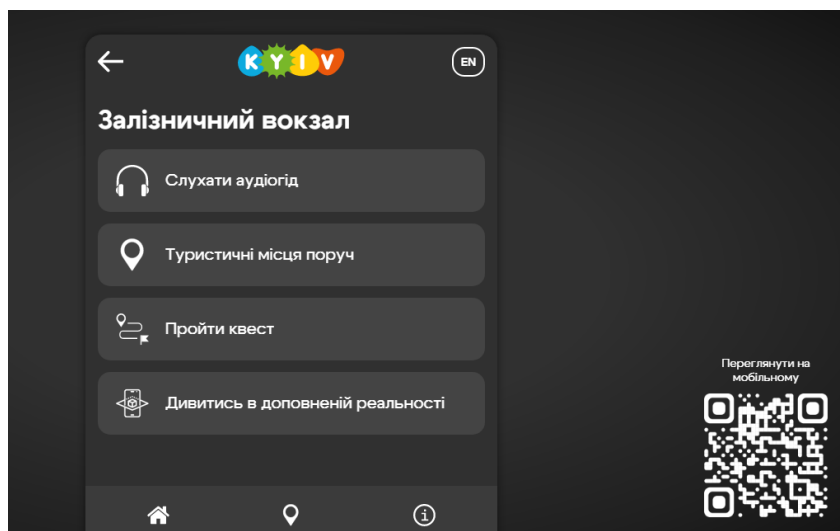 KYIV
EN
Залізничний вокзал
Слухати аудіогід
Туристичні місця поруч
Пройти квест
Дивитись в доповненій реальності
Переглянути на
мобільному